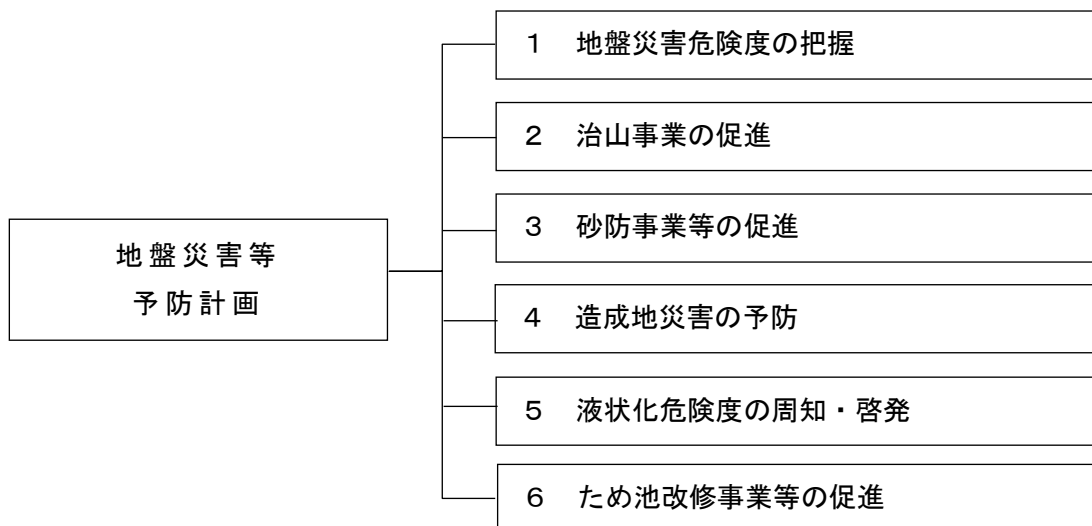 地盤災害等
予防計画
１　地盤災害危険度の把握
２　治山事業の促進
３　砂防事業等の促進
４　造成地災害の予防
５　液状化危険度の周知・啓発
６　ため池改修事業等の促進